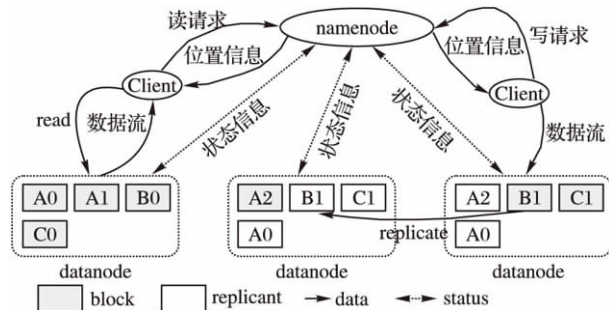 读请求
namenode
写请求
位置信息
位置信息
Client
Client
read
数据流
状态信息
状态信息
状态信息
数据流
A0 A1 B0
C0
A2 B1 C1
A0
A2 B1 C1
A0
replicate
datanode
datanode
datanode
block
replicant
data
status